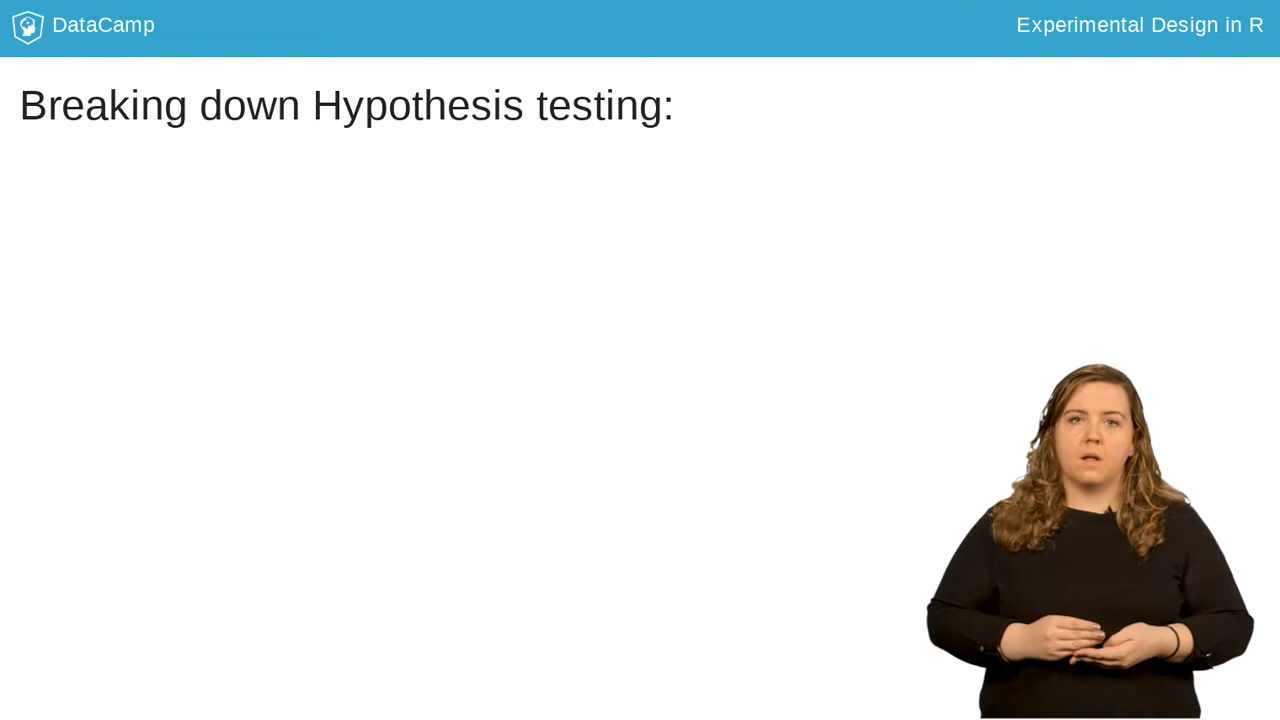 DataCamp
Experimental Design in R
Breaking down Hypothesis testing: